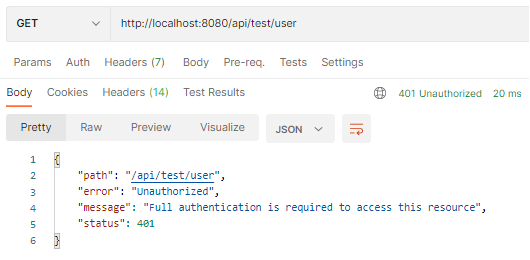 GET http://localhost:8080/api/test/user
Params Auth Headers (7) Body Pre-req. Tests Settings
Body Cookies Headers (14) Test Results 401 Unauthorized 20 ms
Pretty Raw Preview Visualize JSON
1 {
2 "path": "/api/test/user",
3 "error": "Unauthorized",
4 "message": "Full authentication is required to access this resource",
5 "status": 401
6 }